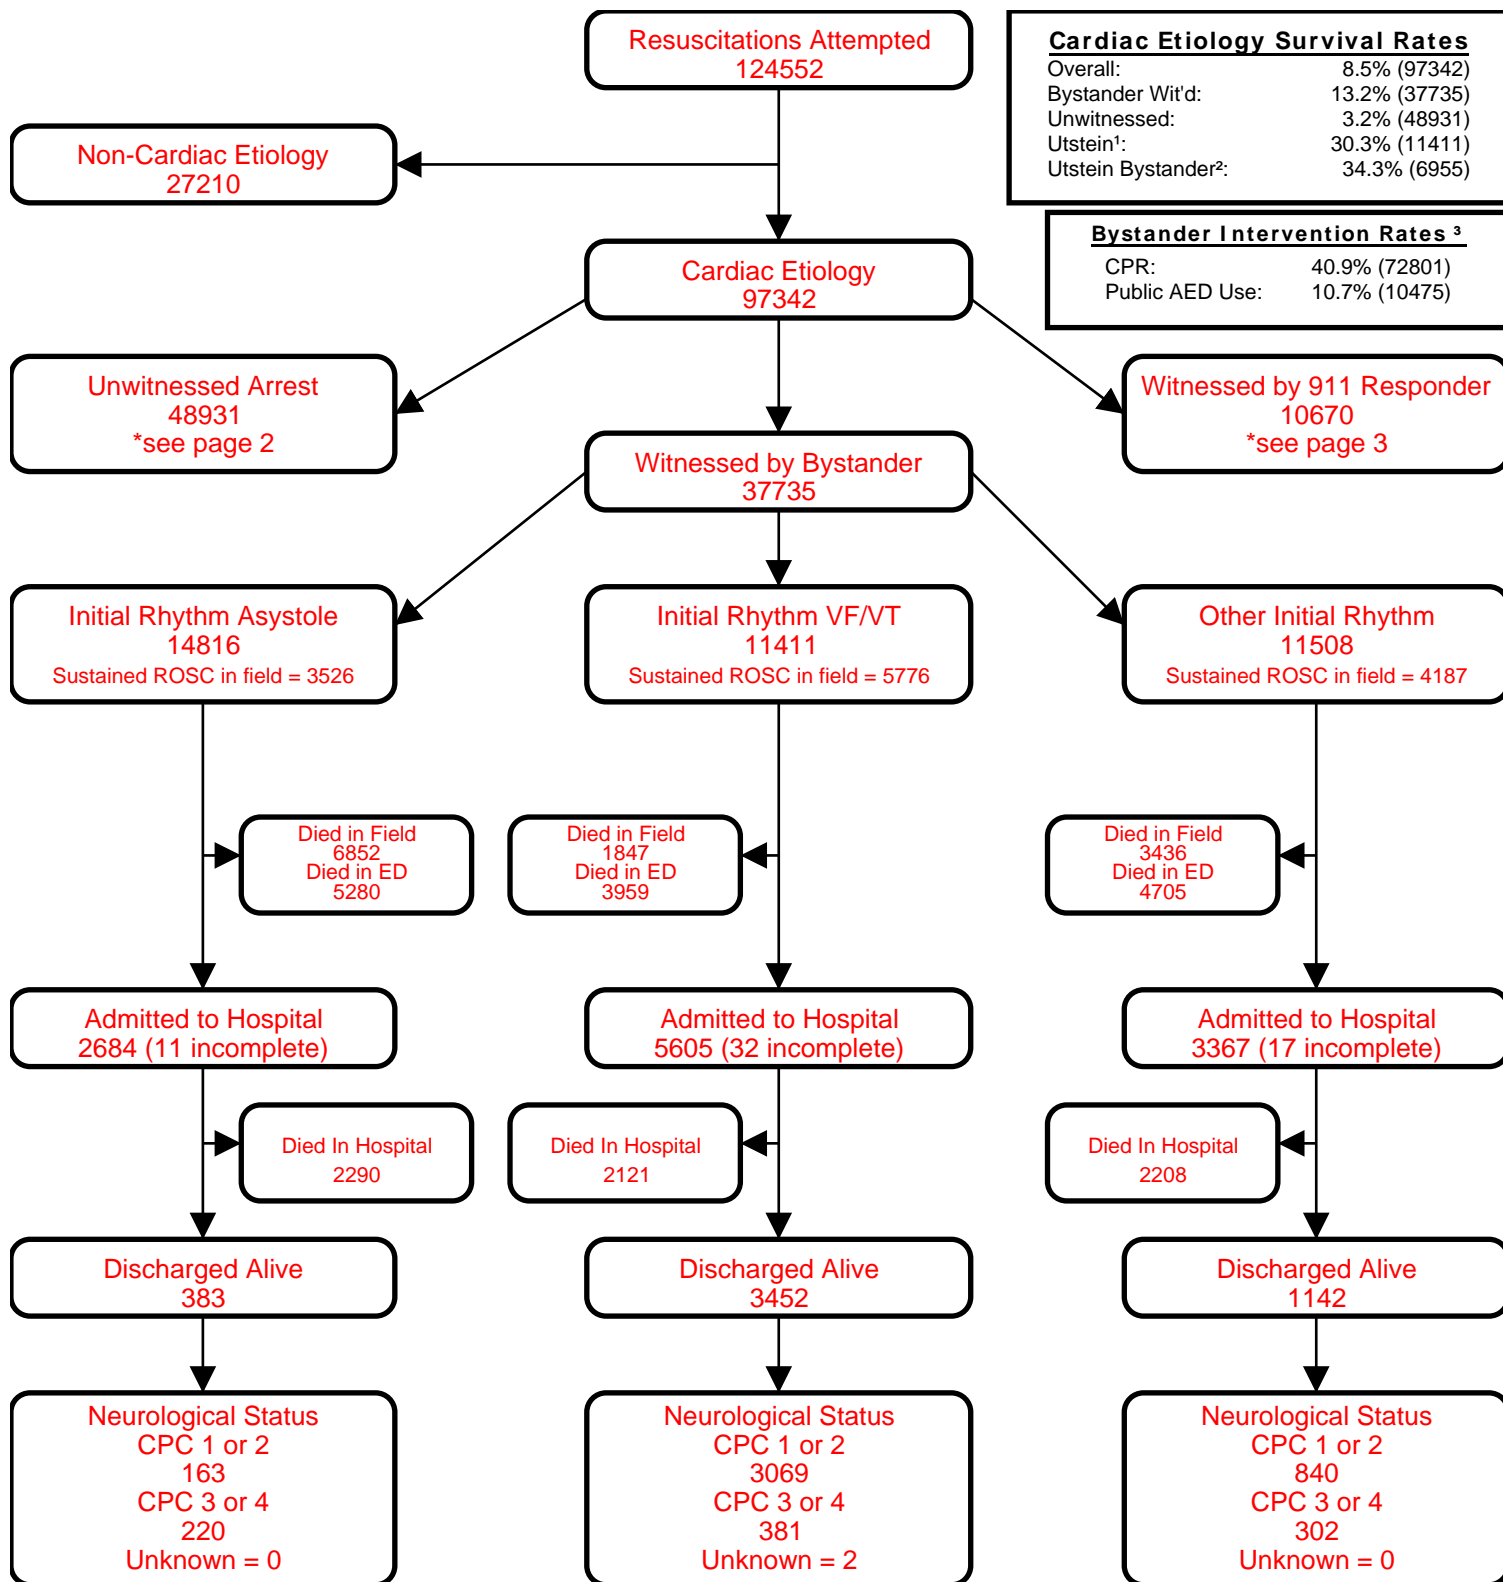 Resuscitations Attempted
124552
Cardiac Etiology Survival Rates
Overall: 8.5% (97342)
Bystander Wit'd: 13.2% (37735)
Unwitnessed: 3.2% (48931)
Utstein¹: 30.3% (11411)
Utstein Bystander²: 34.3% (6955)
Non-Cardiac Etiology
27210
Bystander Intervention Rates ³
CPR: 40.9% (72801)
Public AED Use: 10.7% (10475)
Cardiac Etiology
97342
Unwitnessed Arrest
48931
*see page 2
Witnessed by Bystander
37735
Witnessed by 911 Responder
10670
*see page 3
Initial Rhythm Asystole
14816
Sustained ROSC in field = 3526
Initial Rhythm VF/VT
11411
Sustained ROSC in field = 5776
Other Initial Rhythm
11508
Sustained ROSC in field = 4187
Died in Field
6852
Died in ED
5280
Died in Field
1847
Died in ED
3959
Died in Field
3436
Died in ED
4705
Admitted to Hospital
2684 (11 incomplete)
Admitted to Hospital
5605 (32 incomplete)
Admitted to Hospital
3367 (17 incomplete)
Died In Hospital
2290
Died In Hospital
2121
Died In Hospital
2208
Discharged Alive
383
Discharged Alive
3452
Discharged Alive
1142
Neurological Status
CPC 1 or 2
163
CPC 3 or 4
220
Unknown = 0
Neurological Status
CPC 1 or 2
3069
CPC 3 or 4
381
Unknown = 2
Neurological Status
CPC 1 or 2
840
CPC 3 or 4
302
Unknown = 0